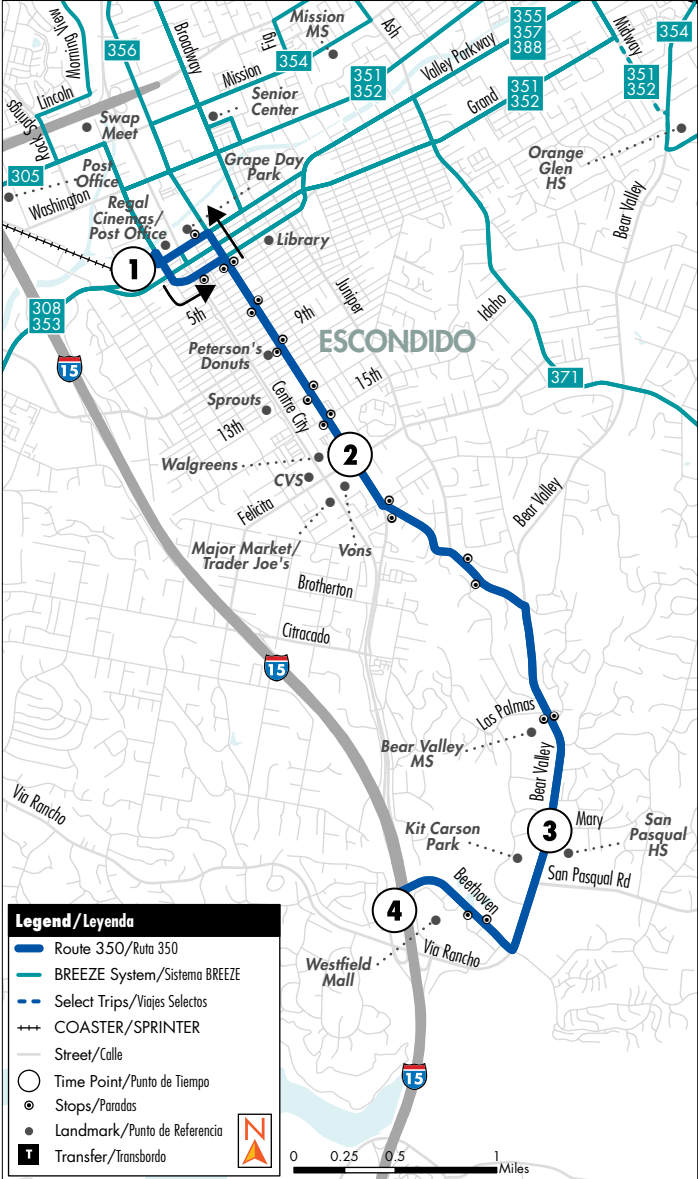 Mission
MS
Fig
Ash
355
357
388
Midway
354
Manning View
356
Broadway
Mission
354
Valley Parkway
351
352
351
352
351
352
Grand
Lincoln
Rock Springs
Swap
Meet
Senior
Center
Orange
Glen
HS
Post
Office
305
Washington
Grape Day
Park
Regal
Cinemas/
Post Office
Library
Bear Valley
1
308
353
5th
9th
Juniper
Idaho
ESCONDIDO
15
Peterson's
Donuts
15th
371
Centre City
Sprouts
13th
2
Walgreens
CVS
Felicita
Bear Valley
Major Market/
Trader Joe's
Vons
Brotherton
Citracado
15
Las Palmas
Bear Valley
MS
Bear Valley
Via Rancho
Mary
Kit Carson
Park
3
San
Pasqual
HS
San Pasqual Rd
Beethoven
4
Via Rancho
Westfield
Mall
15
Legend/Leyenda
Route 350/Ruta 350
BREEZE System/Sistema BREEZE
Select Trips/Viajes Selectos
COASTER/SPRINTER
Street/Calle
Time Point/Punto de Tiempo
Stops/Paradas
Landmark/Punto de Referencia
T Transfer/Transbordo
N
0 0.25 0.5 1
Miles